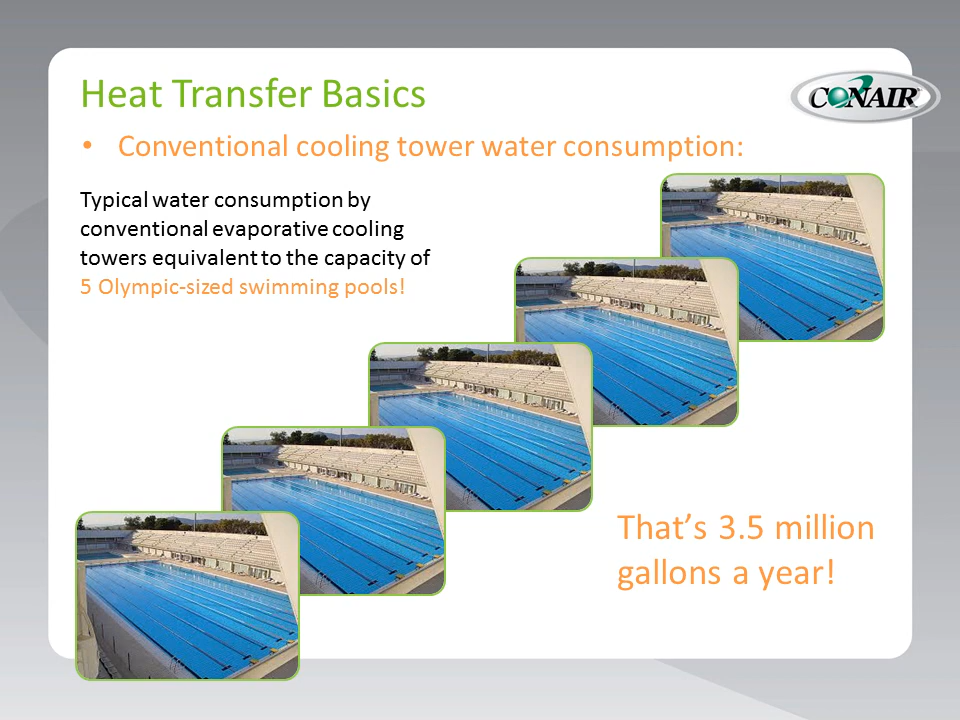 Heat Transfer Basics
CONAIR
• Conventional cooling tower water consumption:
Typical water consumption by
conventional evaporative cooling
towers equivalent to the capacity of
5 Olympic-sized swimming pools!
That’s 3.5 million
gallons a year!